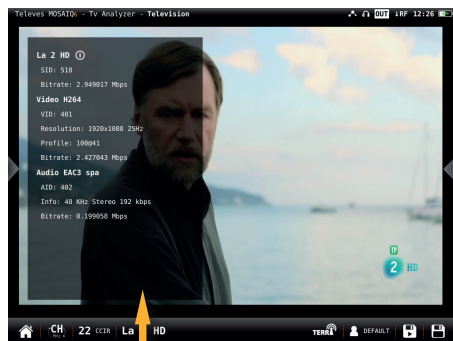 Televes MOSAIQ6 - Tv Analyzer - Television OUT ↓RF 12:26
La 2 HD
SID: 518
Bitrate: 2.949017 Mbps
Video H264
VID: 401
Resolution: 1920x1088 25Hz
Profile: 100@41
Bitrate: 2.427043 Mbps
Audio EAC3 spa
AID: 402
Info: 48 KHz Stereo 192 kbps
Bitrate: 0.199058 Mbps
2 HD
CH 22 CCIR La HD TERR DEFAULT